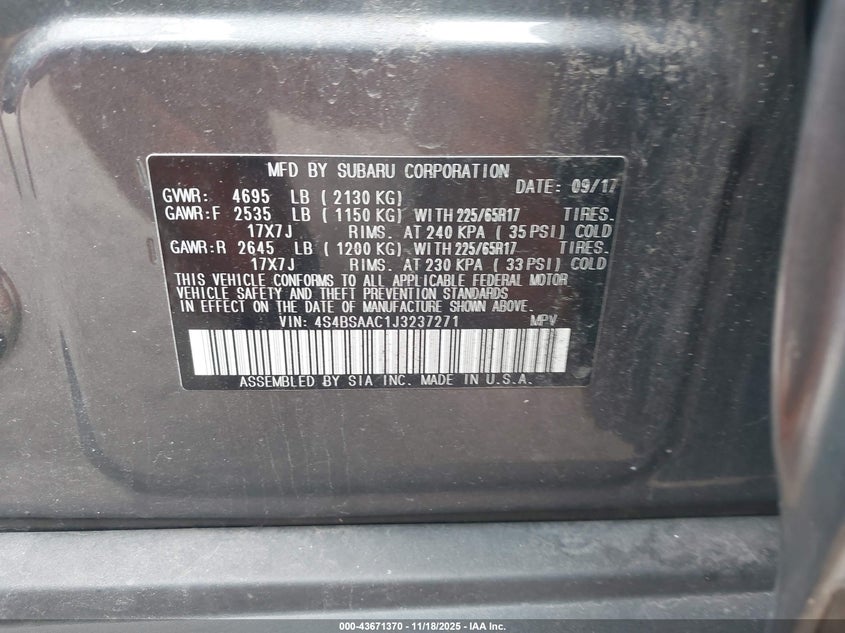 MFD BY SUBARU CORPORATION
DATE: 09/17
GVWR: 4695 LB ( 2130 KG)
GAWR:F 2535 LB ( 1150 KG) WITH 225/65R17 TIRES.
17X7J RIMS. AT 240 KPA ( 35 PSI) COLD
GAWR:R 2645 LB ( 1200 KG) WITH 225/65R17 TIRES.
17X7J RIMS. AT 230 KPA ( 33 PSI) COLD
THIS VEHICLE CONFORMS TO ALL APPLICABLE FEDERAL MOTOR
VEHICLE SAFETY AND THEFT PREVENTION STANDARDS
IN EFFECT ON THE DATE OF MANUFACTURE SHOWN ABOVE.
VIN: 4S4BSAAC1J3237271 MPV
ASSEMBLED BY SIA INC. MADE IN U.S.A.
000-43671370 - 11/18/2025 - IAA Inc.